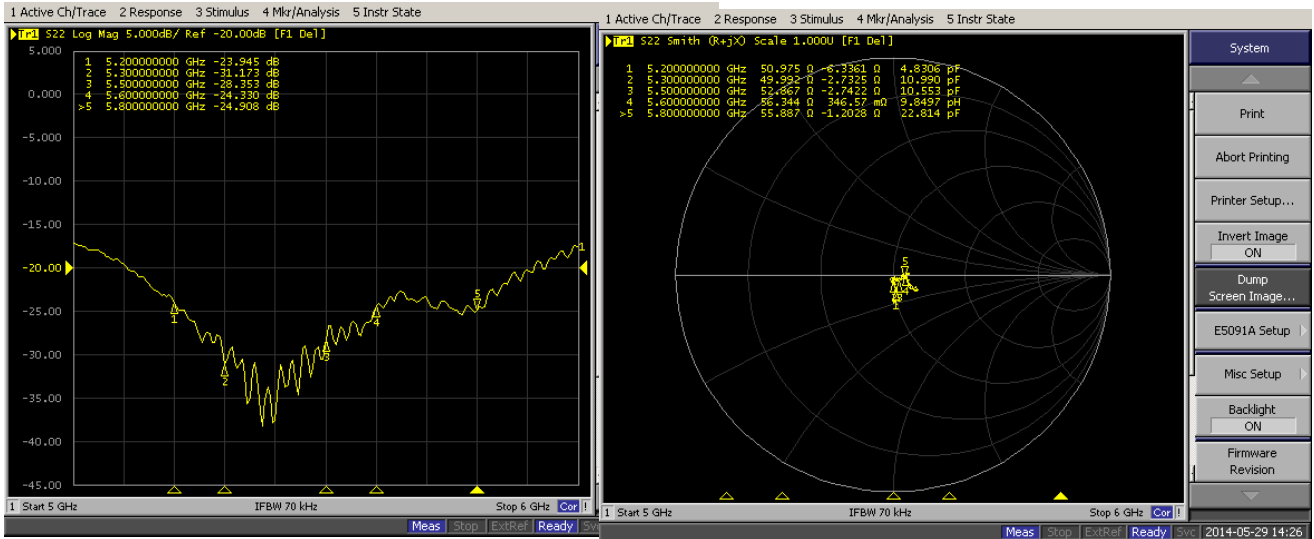 1 Active Ch/Trace 2 Response 3 Stimulus 4 Mkr/Analysis 5 Instr State
Tr1 S22 Log Mag 5.000dB/ Ref -20.00dB [F1 Del]
5.000
0.000
-5.000
-10.00
-15.00
-20.00
-25.00
-30.00
-35.00
-40.00
-45.00
1 5.200000000 GHz -23.945 dB
2 5.300000000 GHz -31.173 dB
3 5.500000000 GHz -28.353 dB
4 5.600000000 GHz -24.330 dB
>5 5.800000000 GHz -24.908 dB
1
2
3
4
5
1
1 Start 5 GHz IFBW 70 kHz Stop 6 GHz Cor !
Meas Stop ExtRef Ready Svc
1 Active Ch/Trace 2 Response 3 Stimulus 4 Mkr/Analysis 5 Instr State
Tr1 S22 Smith (R+jX) Scale 1.000U [F1 Del]
1 5.200000000 GHz 50.975 Ω -6.3361 Ω 4.8306 pF
2 5.300000000 GHz 49.992 Ω -2.7325 Ω 10.990 pF
3 5.500000000 GHz 52.867 Ω -2.7422 Ω 10.553 pF
4 5.600000000 GHz 56.344 Ω 346.57 mΩ 9.8497 pH
>5 5.800000000 GHz 55.887 Ω -1.2028 Ω 22.814 pF
5
1
1 Start 5 GHz IFBW 70 kHz Stop 6 GHz Cor !
Meas Stop ExtRef Ready Svc 2014-05-29 14:26
System
Print
Abort Printing
Printer Setup...
Invert Image
ON
Dump
Screen Image...
E5091A Setup
Misc Setup
Backlight
ON
Firmware
Revision